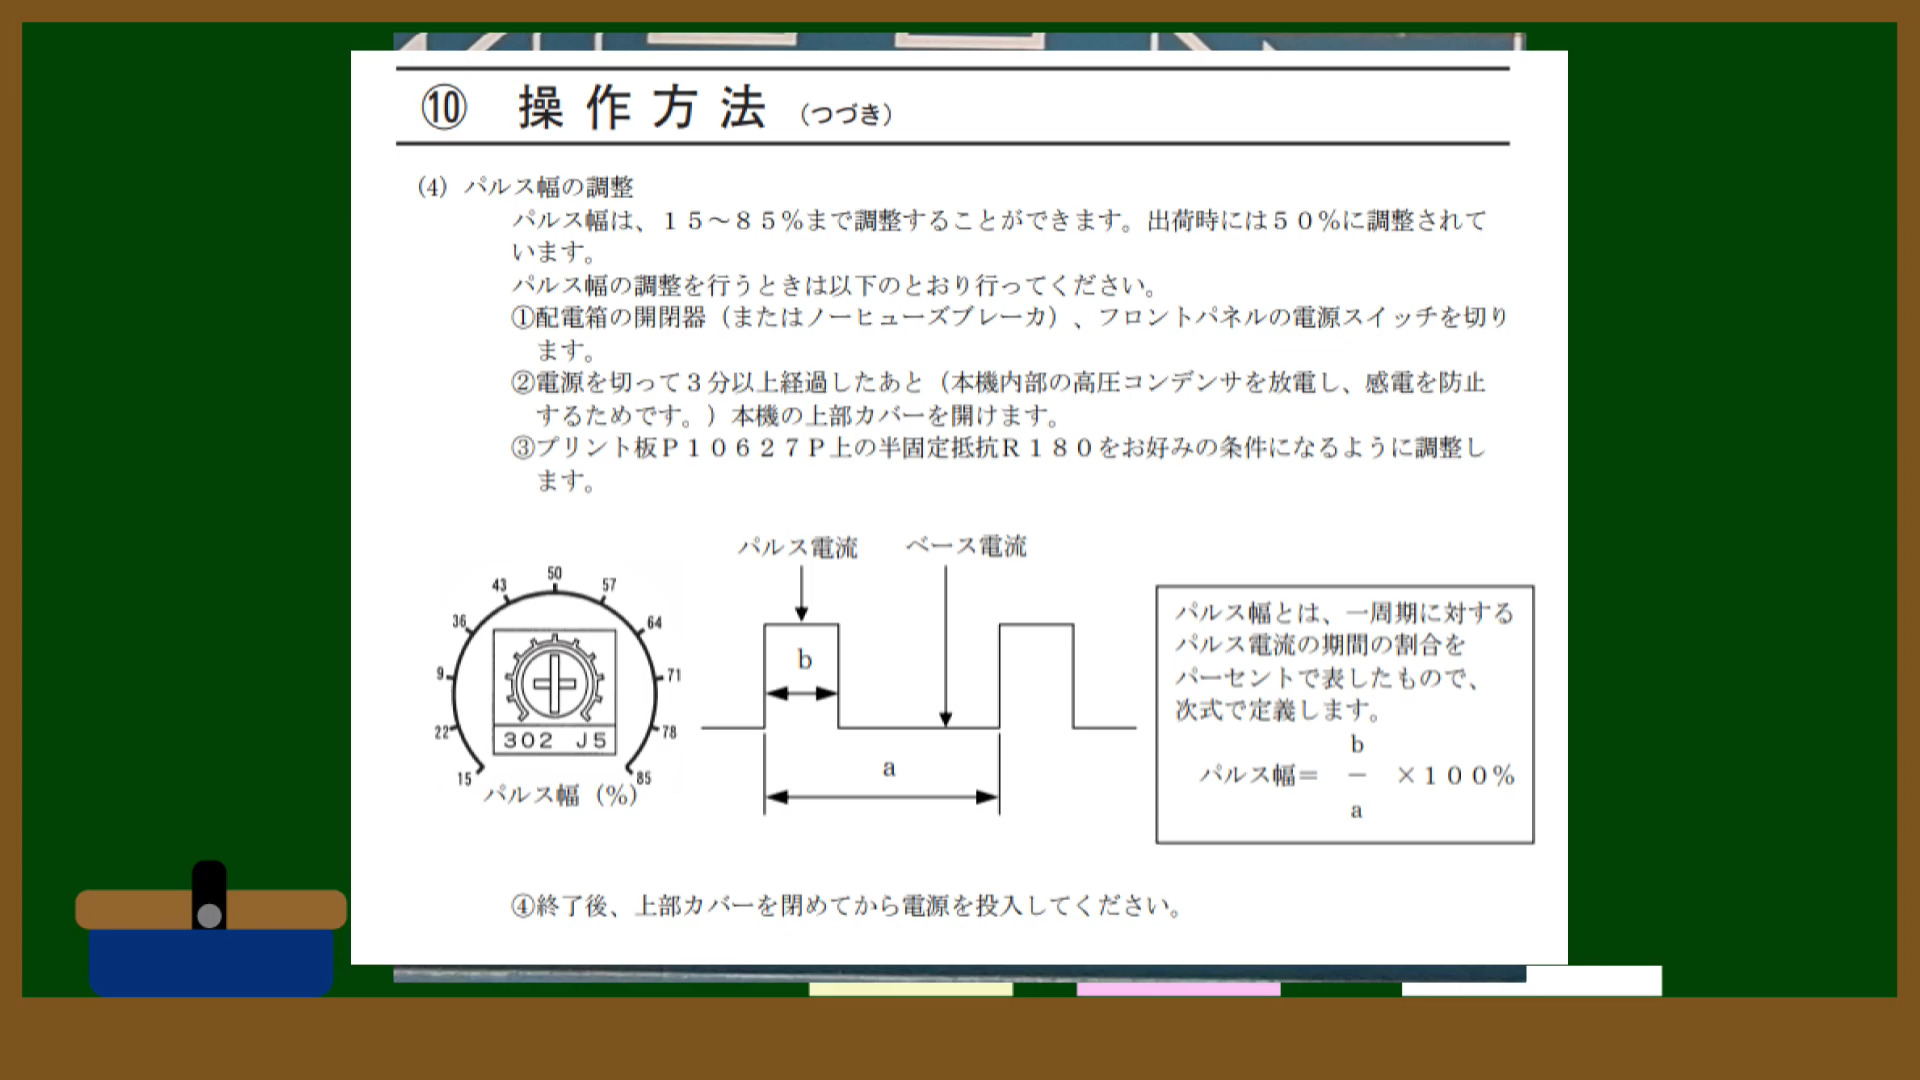 ⑩ 操作方法 (つづき)
(4) パルス幅の調整
パルス幅は、１５～８５％まで調整することができます。出荷時には５０％に調整されて
います。
パルス幅の調整を行うときは以下のとおり行ってください。
①配電箱の開閉器（またはノーヒューズブレーカ）、フロントパネルの電源スイッチを切り
ます。
②電源を切って３分以上経過したあと（本機内部の高圧コンデンサを放電し、感電を防止
するためです。）本機の上部カバーを開けます。
③プリント板Ｐ１０６２７Ｐ上の半固定抵抗Ｒ１８０をお好みの条件になるように調整し
ます。
パルス電流 ベース電流
50
43 57
36 64
9 71
22 78
15 85
302 J5
パルス幅（%）
b
a
パルス幅とは、一周期に対する
パルス電流の期間の割合を
パーセントで表したもので、
次式で定義します。
b
パルス幅＝ ― ×１００％
a
④終了後、上部カバーを閉めてから電源を投入してください。